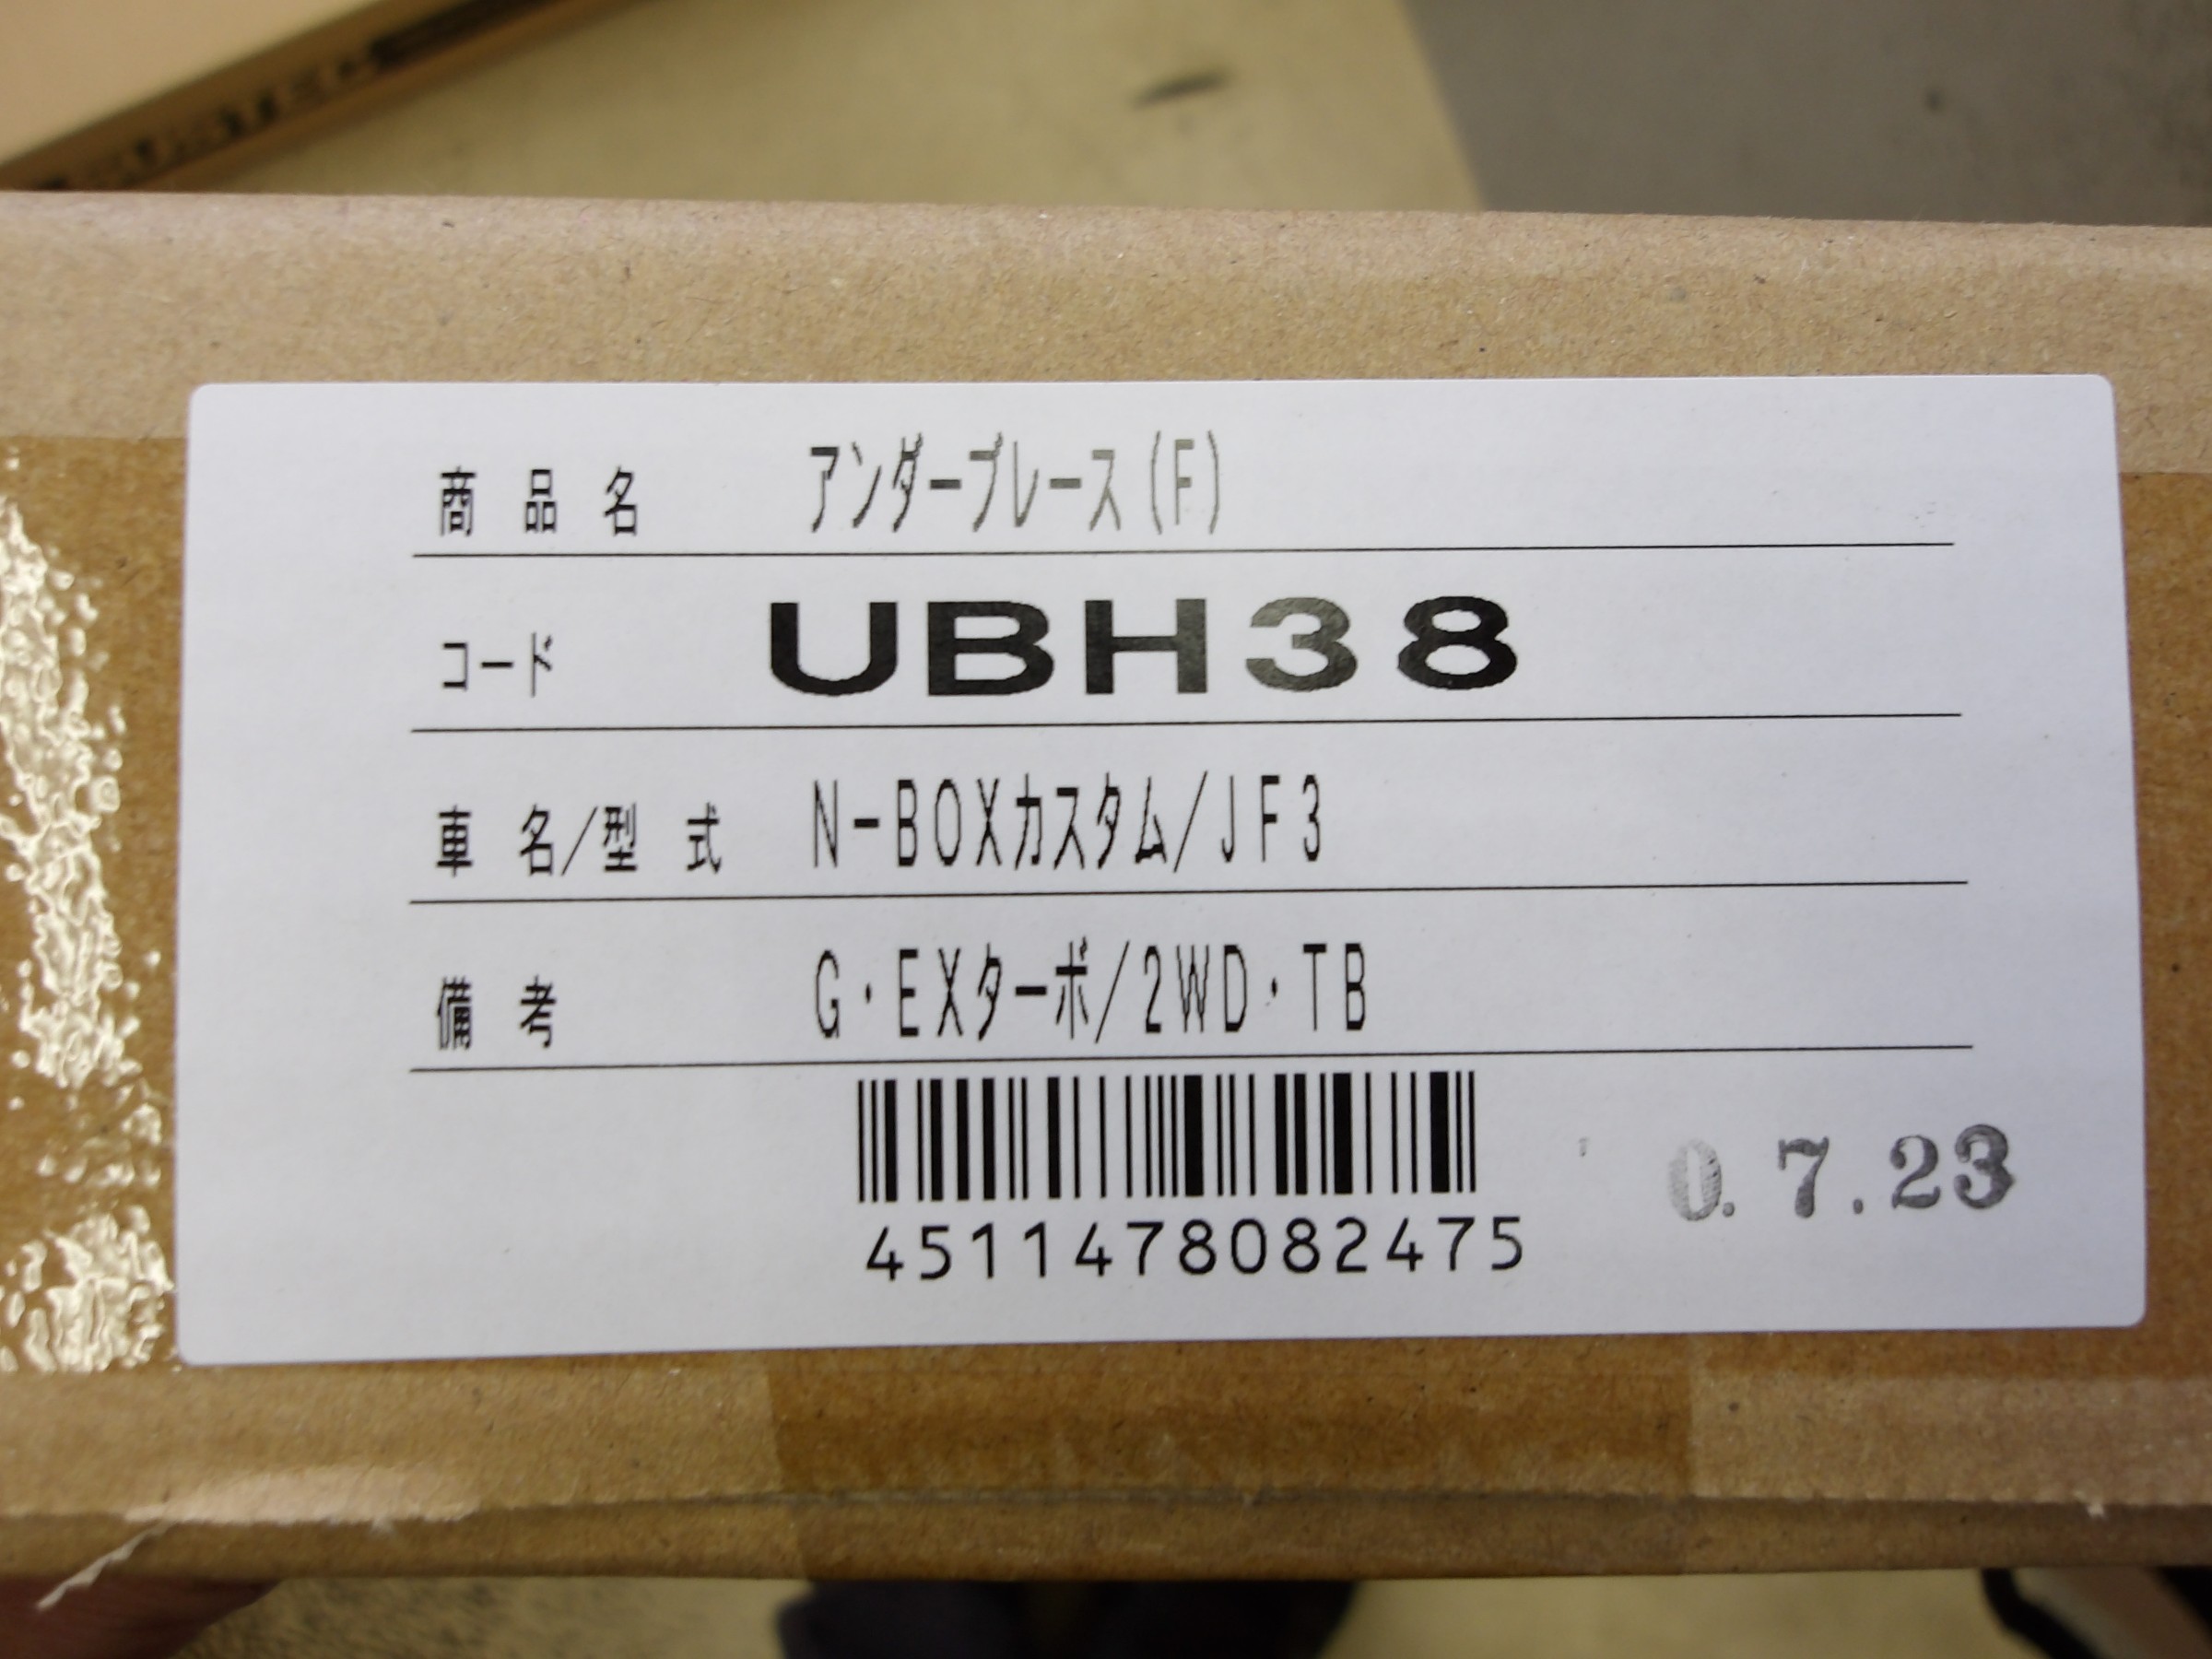 商品名 アンダーブレース(F)
コード UBH38
車名/型式 N-BOXカスタム/JF3
備考 G・EXターボ/2WD・TB
4511478082475
0.7.23